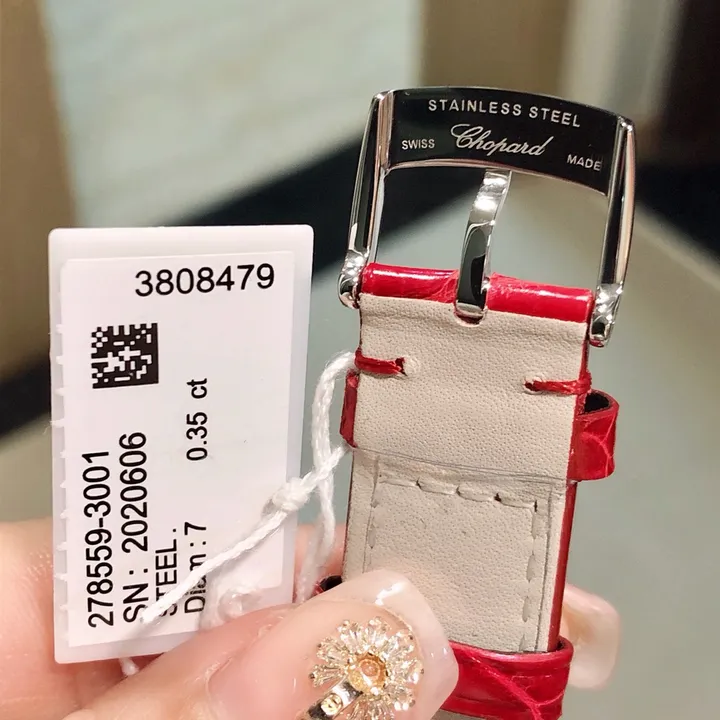 3808479
278559-3001
SN : 2020606
STEEL .
Diam : 7 0.35 ct
STAINLESS STEEL
SWISS Chopard MADE